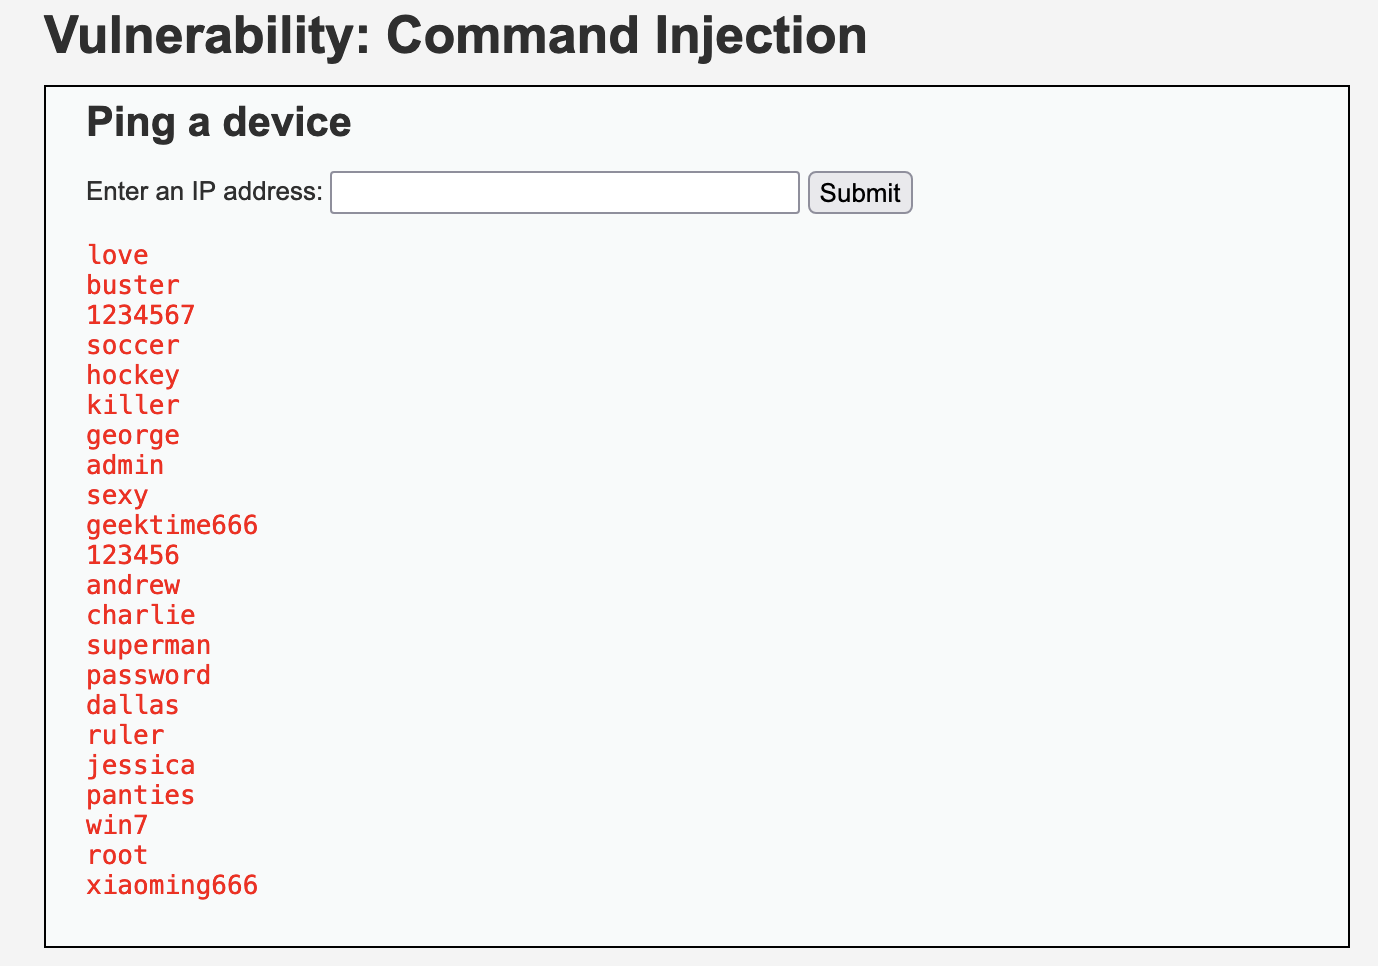 Vulnerability: Command Injection
Ping a device
Enter an IP address: Submit
love
buster
1234567
soccer
hockey
killer
george
admin
sexy
geektime666
123456
andrew
charlie
superman
password
dallas
ruler
jessica
panties
win7
root
xiaoming666